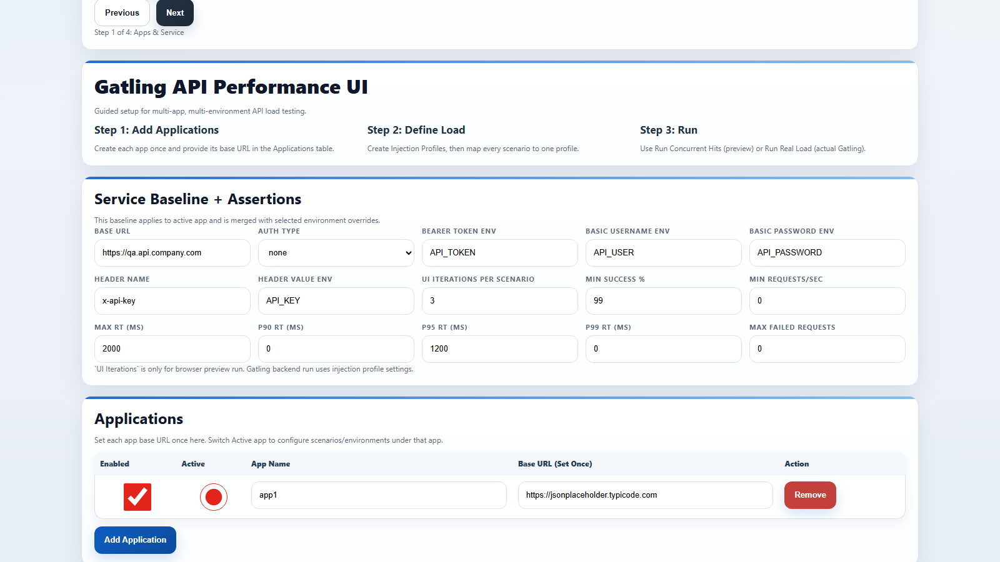 Previous Next
Step 1 of 4: Apps & Service
Gatling API Performance UI
Guided setup for multi-app, multi-environment API load testing.
Step 1: Add Applications Step 2: Define Load Step 3: Run
Create each app once and provide its base URL in the Applications table. Create Injection Profiles, then map every scenario to one profile. Use Run Concurrent Hits (preview) or Run Real Load (actual Gatling).
Service Baseline + Assertions
This baseline applies to active app and is merged with selected environment overrides.
BASE URL AUTH TYPE BEARER TOKEN ENV BASIC USERNAME ENV BASIC PASSWORD ENV
https://qa.api.company.com none API_TOKEN API_USER API_PASSWORD
HEADER NAME HEADER VALUE ENV UI ITERATIONS PER SCENARIO MIN SUCCESS % MIN REQUESTS/SEC
x-api-key API_KEY 3 99 0
MAX RT (MS) P90 RT (MS) P95 RT (MS) P99 RT (MS) MAX FAILED REQUESTS
2000 0 1200 0 0
`UI Iterations` is only for browser preview run. Gatling backend run uses injection profile settings.
Applications
Set each app base URL once here. Switch Active app to configure scenarios/environments under that app.
Enabled Active App Name Base URL (Set Once) Action
app1 https://jsonplaceholder.typicode.com Remove
Add Application